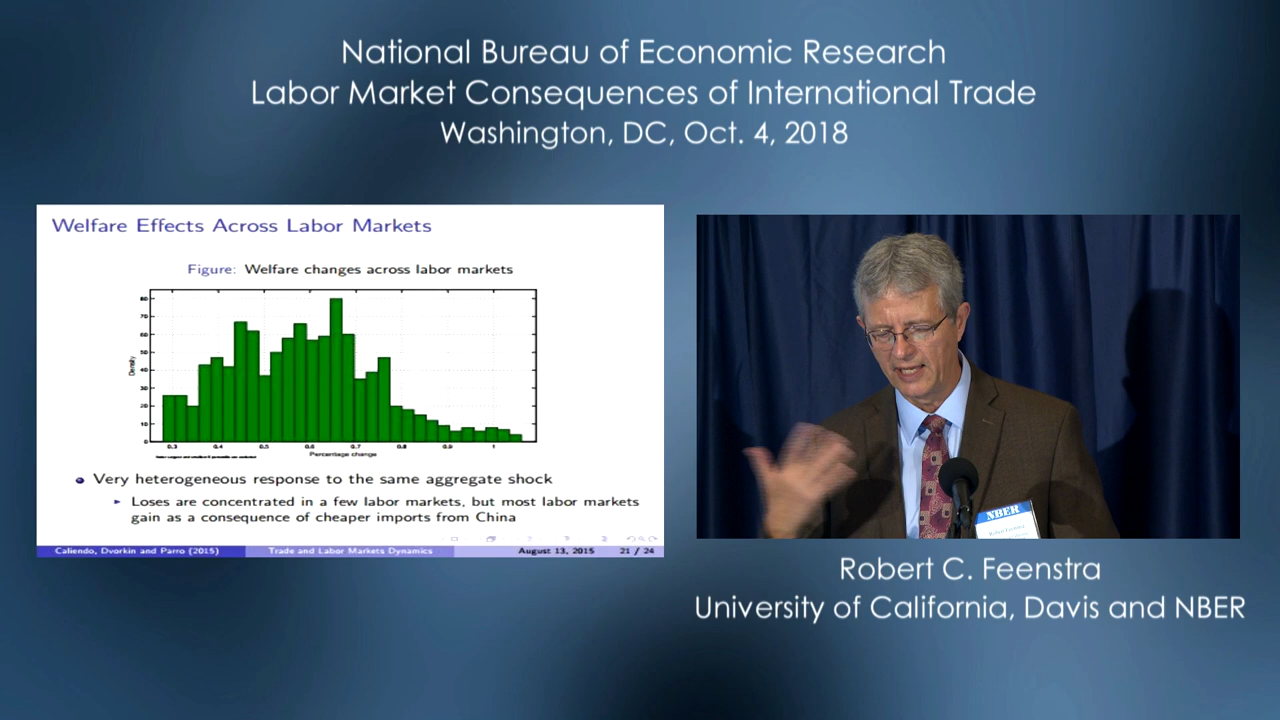 National Bureau of Economic Research
Labor Market Consequences of International Trade
Washington, DC, Oct. 4, 2018
Welfare Effects Across Labor Markets
Figure: Welfare changes across labor markets
80
70
60
50
40
30
20
10
0
Density
0.3 0.4 0.5 0.6 0.7 0.8 0.9 1
Percentage change
Very heterogeneous response to the same aggregate shock
Loses are concentrated in a few labor markets, but most labor markets
gain as a consequence of cheaper imports from China
Caliendo, Dvorkin and Parro (2015) Trade and Labor Markets Dynamics August 13, 2015 21 / 24
NBER
Robert C. Feenstra
University of California, Davis and NBER